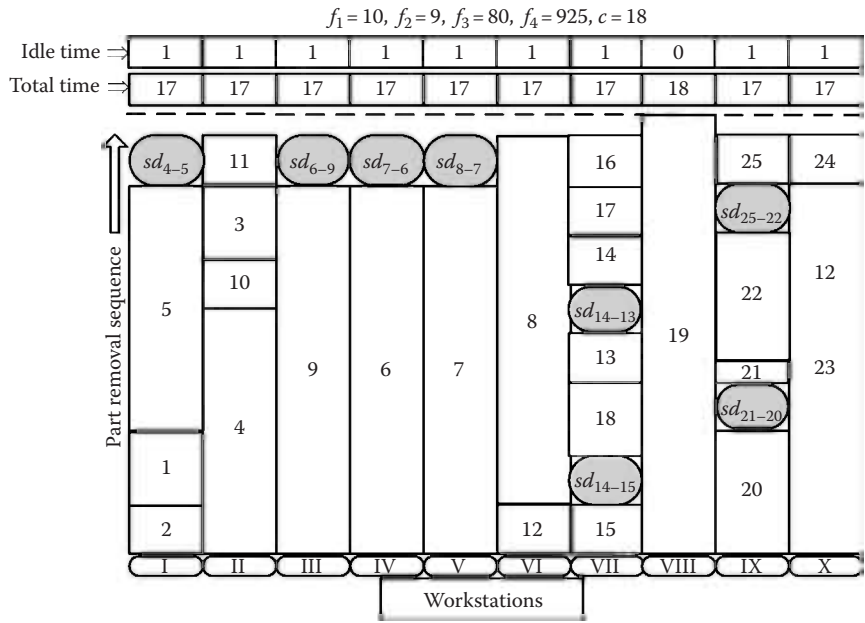 f₁ = 10, f₂ = 9, f₃ = 80, f₄ = 925, c = 18
Idle time ⇒ 1 1 1 1 1 1 1 0 1 1
Total time ⇒ 17 17 17 17 17 17 17 18 17 17
Part removal sequence
sd₄₋₅ 11 sd₆₋₉ sd₇₋₆ sd₈₋₇ 16 25 24
17 sd₂₅₋₂₂
3
14
12
10
22
5 8 sd₁₄₋₁₃
19
13 21
9 6 7 23
18 sd₂₁₋₂₀
4
1
sd₁₄₋₁₅
20
2 12 15
I II III IV V VI VII VIII IX X
Workstations